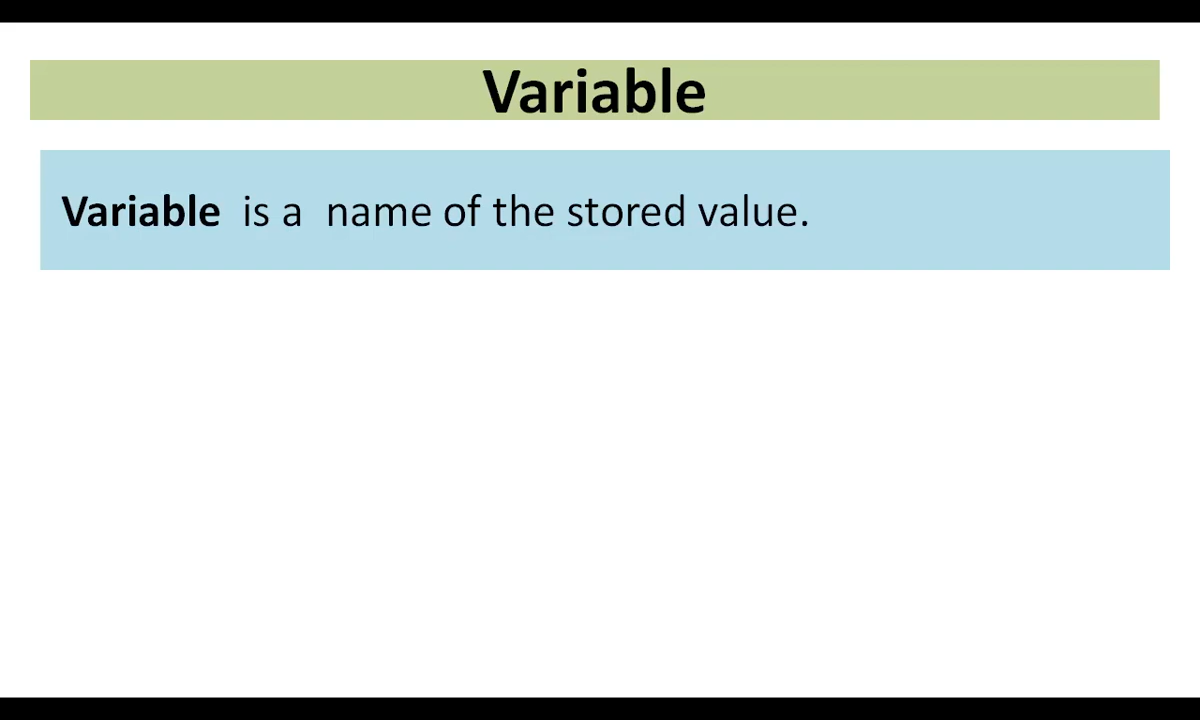 Variable
Variable is a name of the stored value.